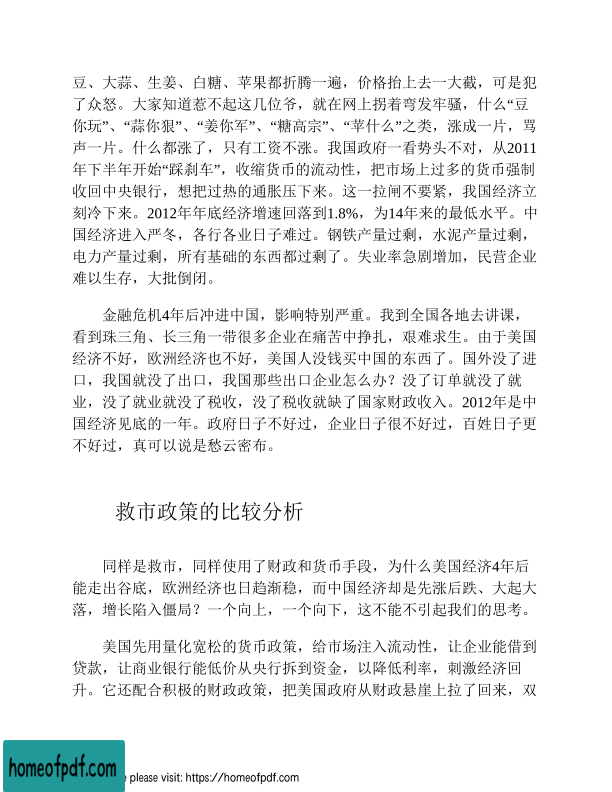 豆、大蒜、生姜、白糖、苹果都折腾一遍，价格抬上去一大截，可是犯
了众怒。大家知道惹不起这几位爷，就在网上拐着弯发牢骚，什么“豆
你玩”、“蒜你狠”、“姜你军”、“糖高宗”、“苹什么”之类，涨成一片，骂
声一片。什么都涨了，只有工资不涨。我国政府一看势头不对，从2011
年下半年开始“踩刹车”，收缩货币的流动性，把市场上过多的货币强制
收回中央银行，想把过热的通胀压下来。这一拉闸不要紧，我国经济立
刻冷下来。2012年年底经济增速回落到1.8%，为14年来的最低水平。中
国经济进入严冬，各行各业日子难过。钢铁产量过剩，水泥产量过剩，
电力产量过剩，所有基础的东西都过剩了。失业率急剧增加，民营企业
难以生存，大批倒闭。
金融危机4年后冲进中国，影响特别严重。我到全国各地去讲课，
看到珠三角、长三角一带很多企业在痛苦中挣扎，艰难求生。由于美国
经济不好，欧洲经济也不好，美国人没钱买中国的东西了。国外没了进
口，我国就没了出口，我国那些出口企业怎么办？没了订单就没了就
业，没了就业就没了税收，没了税收就缺了国家财政收入。2012年是中
国经济见底的一年。政府日子不好过，企业日子很不好过，百姓日子更
不好过，真可以说是愁云密布。
救市政策的比较分析
同样是救市，同样使用了财政和货币手段，为什么美国经济4年后
能走出谷底，欧洲经济也日趋渐稳，而中国经济却是先涨后跌、大起大
落，增长陷入僵局？一个向上，一个向下，这不能不引起我们的思考。
美国先用量化宽松的货币政策，给市场注入流动性，让企业能借到
贷款，让商业银行能低价从央行拆到资金，以降低利率，刺激经济回
升。它还配合积极的财政政策，把美国政府从财政悬崖上拉了回来，双
homeofpdf.com
e please visit: https://homeofpdf.com